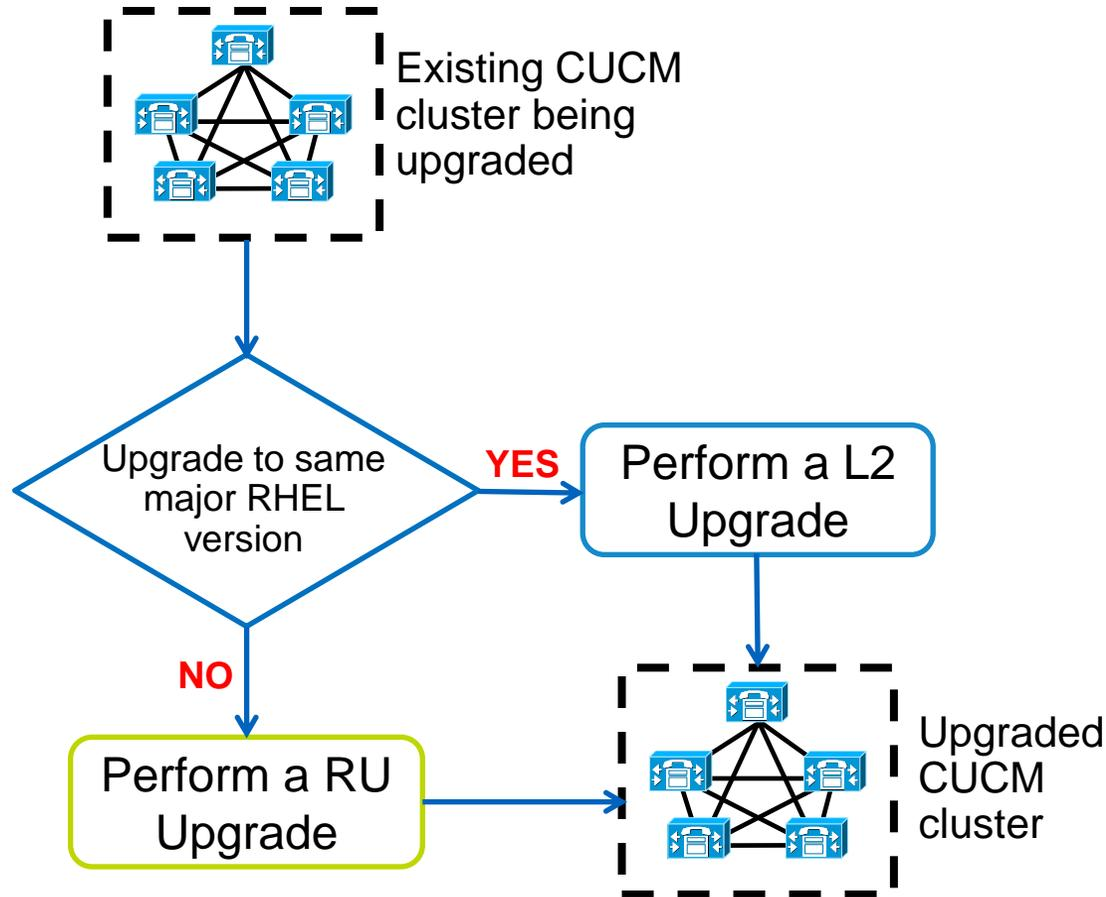 Existing CUCM
cluster being
upgraded
Upgrade to same
major RHEL
version
YES
Perform a L2
Upgrade
NO
Perform a RU
Upgrade
Upgraded
CUCM
cluster